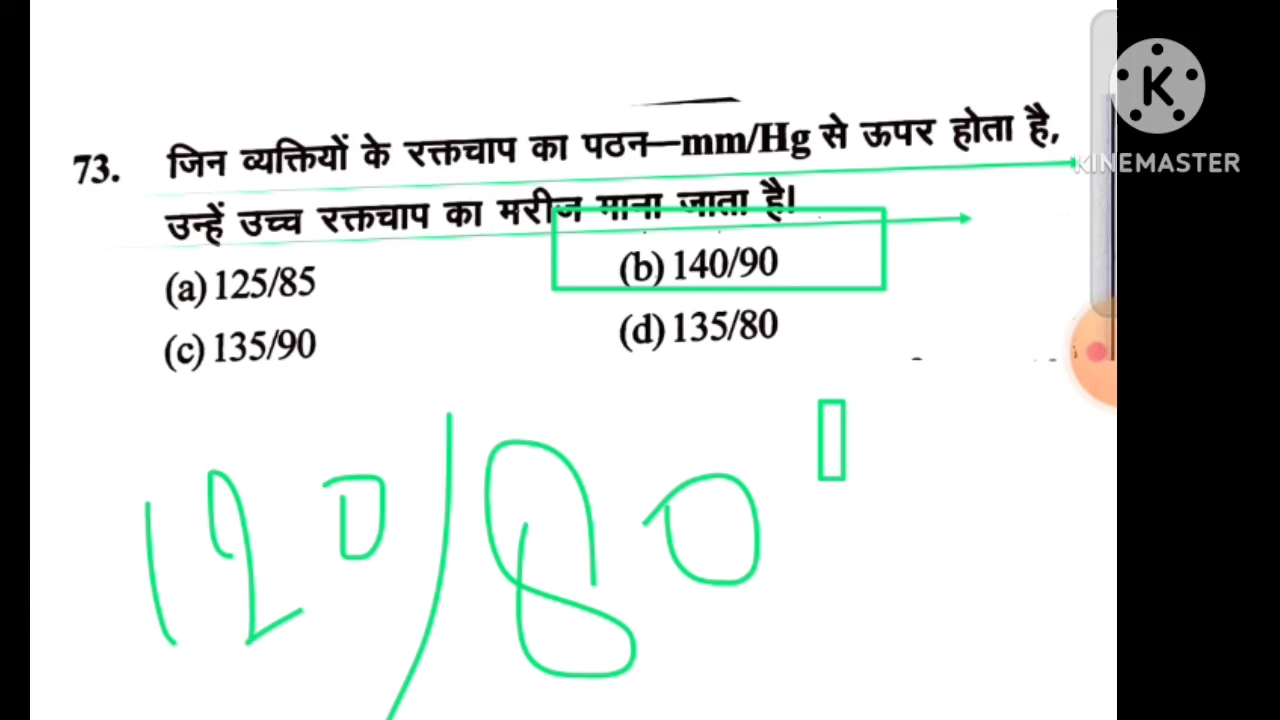 K
KINEMASTER
73. जिन व्यक्तियों के रक्तचाप का पठन—mm/Hg से ऊपर होता है,
उन्हें उच्च रक्तचाप का मरीज माना जाता है।
(a) 125/85
(b) 140/90
(c) 135/90
(d) 135/80
120/80